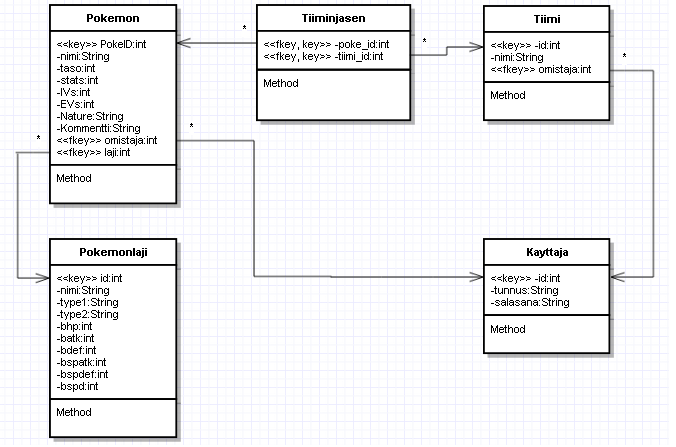 Pokemon
<<key>> PokeID:int
-nimi:String
-taso:int
-stats:int
-IVs:int
-EVs:int
-Nature:String
-Kommentti:String
<<fkey>> omistaja:int
<<fkey>> laji:int
Method
*
*
Tiiminjasen
<<fkey, key>> -poke_id:int
<<fkey, key>> -tiimi_id:int
Method
*
*
Tiimi
<<key>> -id:int
-nimi:String
<<fkey>> omistaja:int
Method
*
Pokemonlaji
<<key>> id:int
-nimi:String
-type1:String
-type2:String
-bhp:int
-batk:int
-bdef:int
-bspatk:int
-bspdef:int
-bspd:int
Method
Kayttaja
<<key>> -id:int
-tunnus:String
-salasana:String
Method